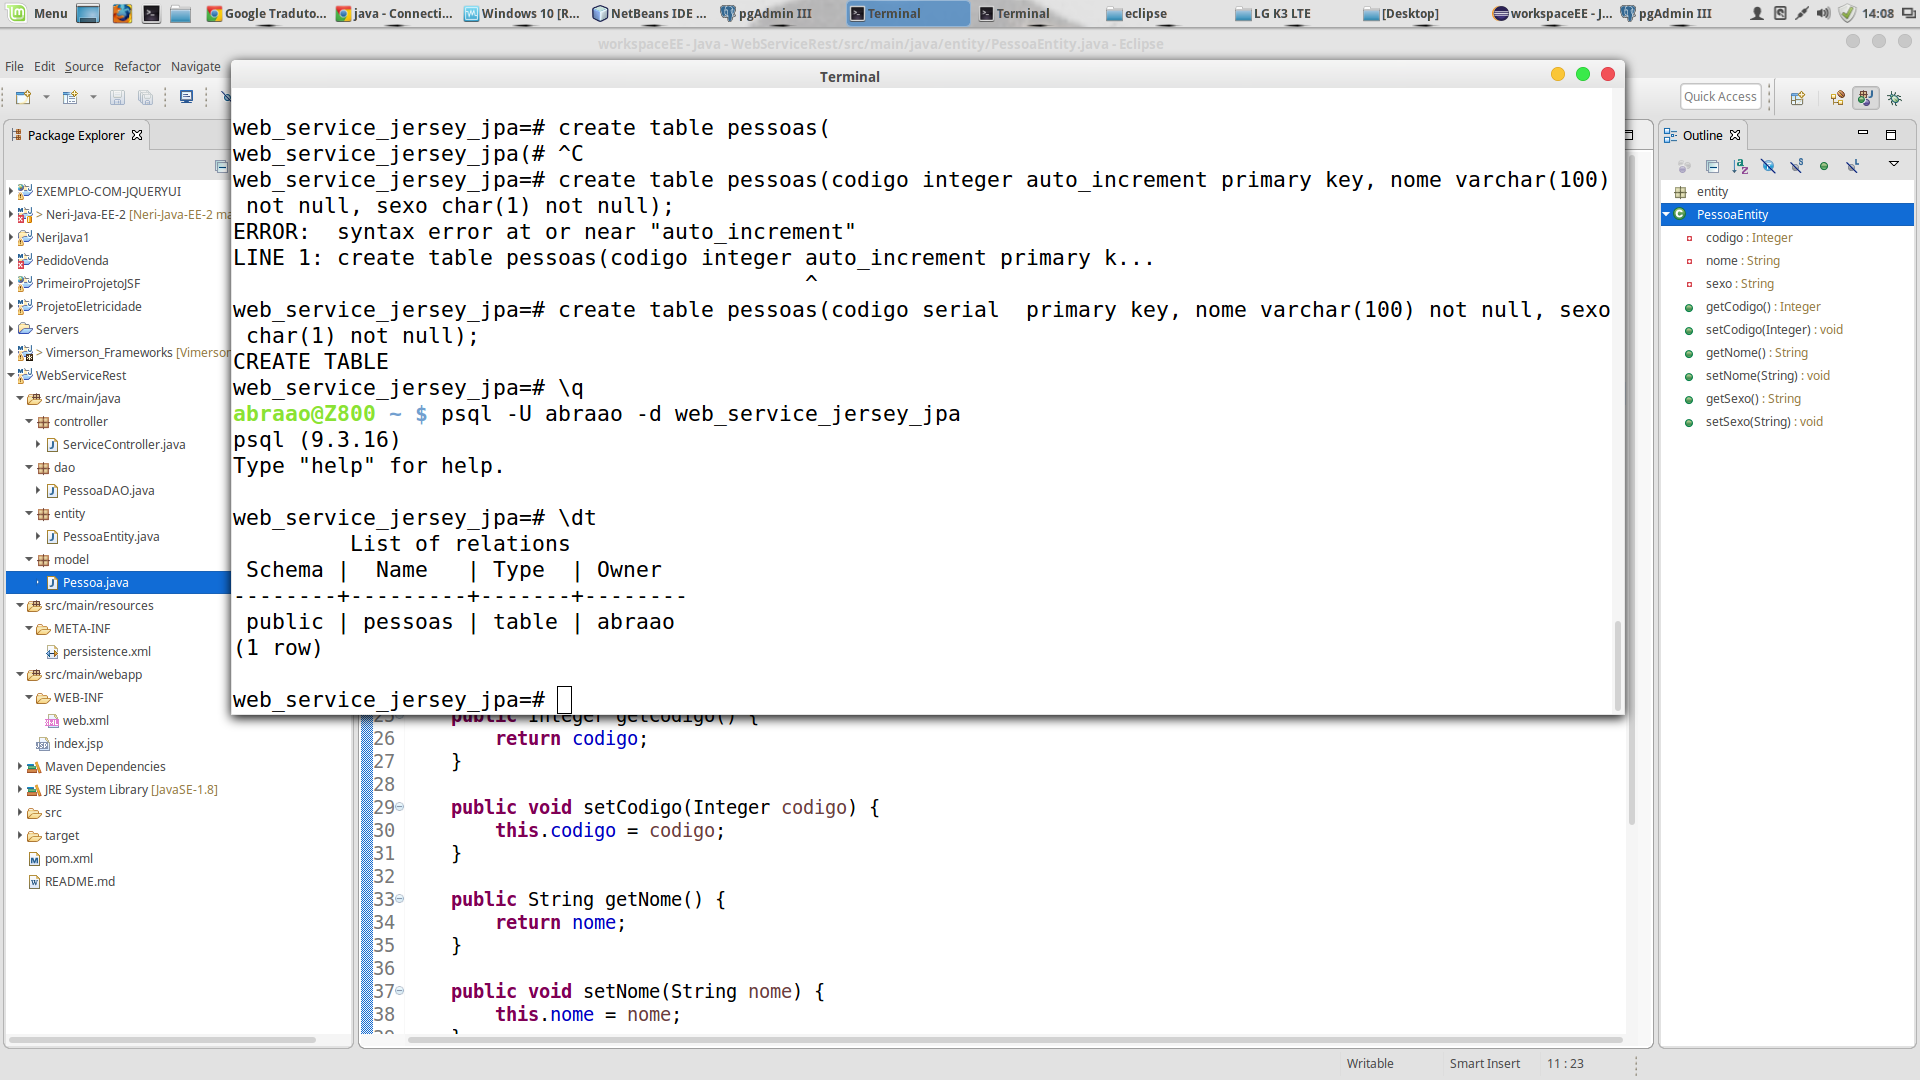 Menu Google Traduto... java - Connecti... Windows 10 [R... NetBeans IDE ... pgAdmin III Terminal Terminal eclipse LG K3 LTE [Desktop] workspaceEE - J... pgAdmin III 14:08
workspaceEE - Java - WebServiceRest/src/main/java/entity/PessoaEntity.java - Eclipse
File Edit Source Refactor Navigate
Quick Access
Package Explorer
EXEMPLO-COM-JQUERYUI
> Neri-Java-EE-2 [Neri-Java-EE-2 ma
NeriJava1
PedidoVenda
PrimeiroProjetoJSF
ProjetoEletricidade
Servers
> Vimerson_Frameworks [Vimerson
WebServiceRest
src/main/java
controller
ServiceController.java
dao
PessoaDAO.java
entity
PessoaEntity.java
model
Pessoa.java
src/main/resources
META-INF
persistence.xml
src/main/webapp
WEB-INF
web.xml
index.jsp
Maven Dependencies
JRE System Library [JavaSE-1.8]
src
target
pom.xml
README.md
Terminal
web_service_jersey_jpa=# create table pessoas(
web_service_jersey_jpa(# ^C
web_service_jersey_jpa=# create table pessoas(codigo integer auto_increment primary key, nome varchar(100)
not null, sexo char(1) not null);
ERROR:  syntax error at or near "auto_increment"
LINE 1: create table pessoas(codigo integer auto_increment primary k...
^
web_service_jersey_jpa=# create table pessoas(codigo serial  primary key, nome varchar(100) not null, sexo
char(1) not null);
CREATE TABLE
web_service_jersey_jpa=# \q
abraao@Z800 ~ $ psql -U abraao -d web_service_jersey_jpa
psql (9.3.16)
Type "help" for help.
web_service_jersey_jpa=# \dt
List of relations
Schema |  Name   | Type  | Owner
--------+---------+-------+--------
public | pessoas | table | abraao
(1 row)
web_service_jersey_jpa=#
25 public Integer getCodigo() {
26 return codigo;
27 }
28
29 public void setCodigo(Integer codigo) {
30 this.codigo = codigo;
31 }
32
33 public String getNome() {
34 return nome;
35 }
36
37 public void setNome(String nome) {
38 this.nome = nome;
39 }
Outline
entity
PessoaEntity
codigo : Integer
nome : String
sexo : String
getCodigo() : Integer
setCodigo(Integer) : void
getNome() : String
setNome(String) : void
getSexo() : String
setSexo(String) : void
Writable Smart Insert 11 : 23